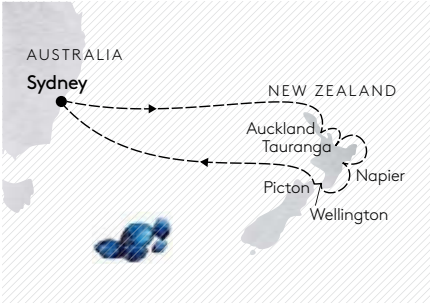 AUSTRALIA
Sydney
NEW ZEALAND
Auckland
Tauranga
Napier
Picton
Wellington